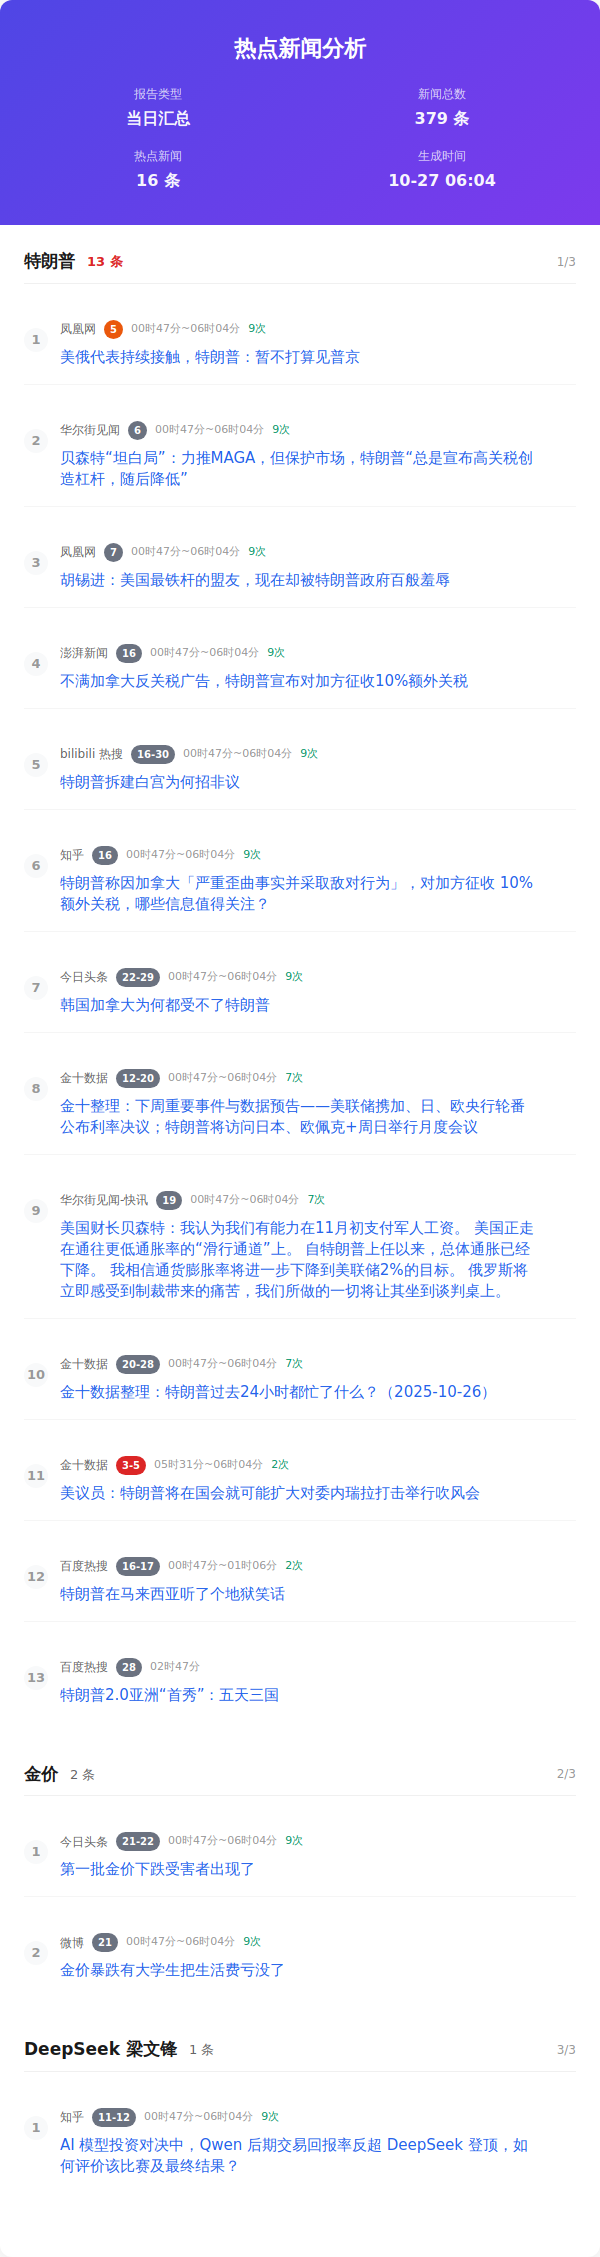 热点新闻分析
报告类型
新闻总数
当日汇总
379 条
热点新闻
生成时间
16 条
10-27 06:04
特朗普 13 条 1/3
1 凤凰网 5 00时47分~06时04分 9次
美俄代表持续接触，特朗普：暂不打算见普京
2 华尔街见闻 6 00时47分~06时04分 9次
贝森特“坦白局”：力推MAGA，但保护市场，特朗普“总是宣布高关税创
造杠杆，随后降低”
3 凤凰网 7 00时47分~06时04分 9次
胡锡进：美国最铁杆的盟友，现在却被特朗普政府百般羞辱
4 澎湃新闻 16 00时47分~06时04分 9次
不满加拿大反关税广告，特朗普宣布对加方征收10%额外关税
5 bilibili 热搜 16-30 00时47分~06时04分 9次
特朗普拆建白宫为何招非议
6 知乎 16 00时47分~06时04分 9次
特朗普称因加拿大「严重歪曲事实并采取敌对行为」，对加方征收 10%
额外关税，哪些信息值得关注？
7 今日头条 22-29 00时47分~06时04分 9次
韩国加拿大为何都受不了特朗普
8 金十数据 12-20 00时47分~06时04分 7次
金十整理：下周重要事件与数据预告——美联储携加、日、欧央行轮番
公布利率决议；特朗普将访问日本、欧佩克+周日举行月度会议
9 华尔街见闻-快讯 19 00时47分~06时04分 7次
美国财长贝森特：我认为我们有能力在11月初支付军人工资。 美国正走
在通往更低通胀率的“滑行通道”上。 自特朗普上任以来，总体通胀已经
下降。 我相信通货膨胀率将进一步下降到美联储2%的目标。 俄罗斯将
立即感受到制裁带来的痛苦，我们所做的一切将让其坐到谈判桌上。
10 金十数据 20-28 00时47分~06时04分 7次
金十数据整理：特朗普过去24小时都忙了什么？（2025-10-26）
11 金十数据 3-5 05时31分~06时04分 2次
美议员：特朗普将在国会就可能扩大对委内瑞拉打击举行吹风会
12 百度热搜 16-17 00时47分~01时06分 2次
特朗普在马来西亚听了个地狱笑话
13 百度热搜 28 02时47分
特朗普2.0亚洲“首秀”：五天三国
金价 2 条 2/3
1 今日头条 21-22 00时47分~06时04分 9次
第一批金价下跌受害者出现了
2 微博 21 00时47分~06时04分 9次
金价暴跌有大学生把生活费亏没了
DeepSeek 梁文锋 1 条 3/3
1 知乎 11-12 00时47分~06时04分 9次
AI 模型投资对决中，Qwen 后期交易回报率反超 DeepSeek 登顶，如
何评价该比赛及最终结果？